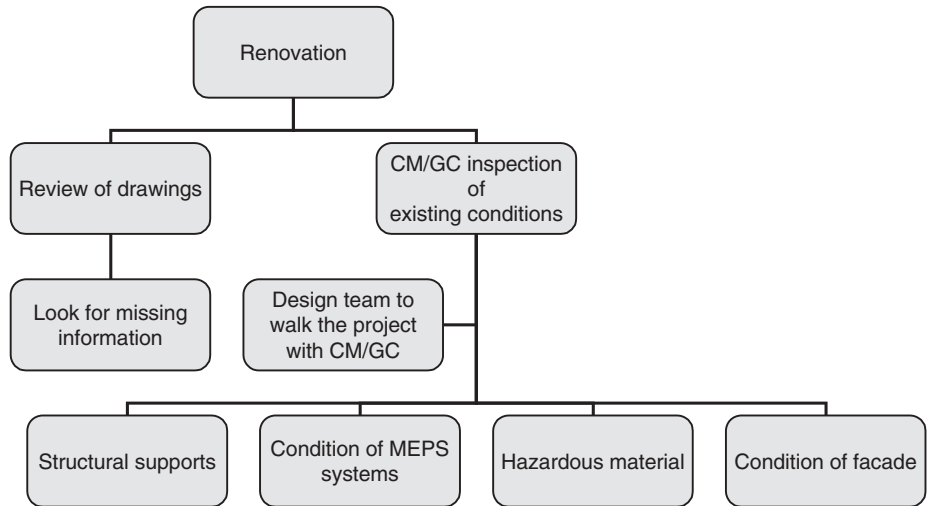 Renovation
Review of drawings
CM/GC inspection
of
existing conditions
Look for missing
information
Design team to
walk the project
with CM/GC
Structural supports
Condition of MEPS
systems
Hazardous material
Condition of facade